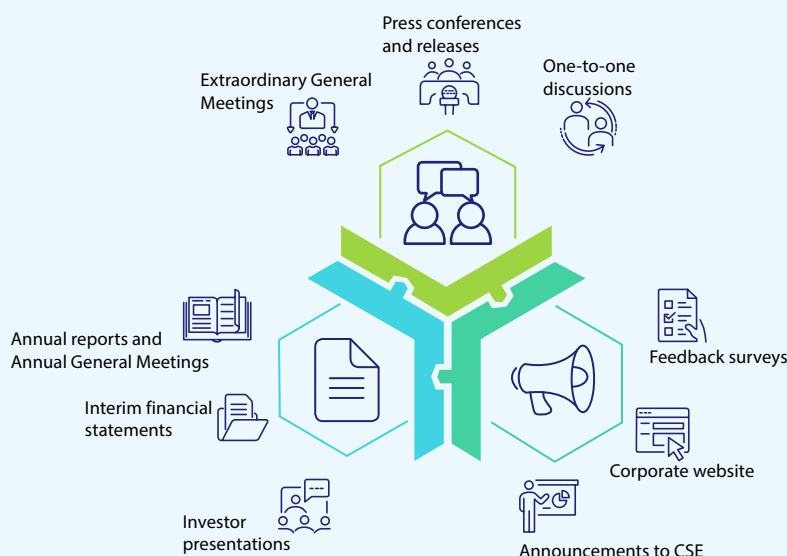 Press conferences
and releases
One-to-one
discussions
Extraordinary General
Meetings
Annual reports and
Annual General Meetings
Feedback surveys
Interim financial
statements
Corporate website
Investor
presentations
Announcements to CSE